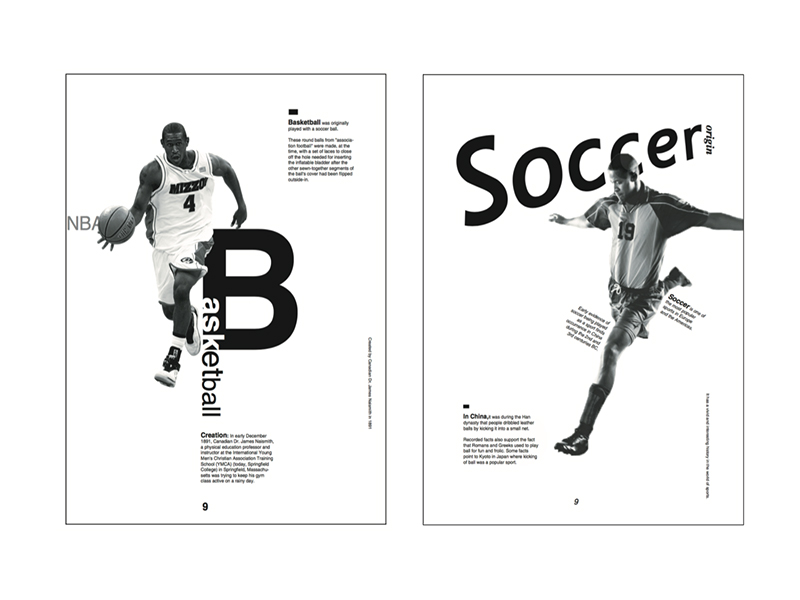 Basketball was originally
played with a soccer ball.
These round balls from "associa-
tion football" were made, at the
time, with a set of laces to close
off the hole needed for inserting
the inflatable bladder after the
other sewn-together segments of
the ball's cover had been flipped
outside-in.
MIZZOU
4
NBA
B
asketball
Created by Canadian Dr. James Naismith in 1891
Creation: In early December
1891, Canadian Dr. James Naismith,
a physical education professor and
instructor at the International Young
Men's Christian Association Training
School (YMCA) (today, Springfield
College) in Springfield, Massachu-
setts was trying to keep his gym
class active on a rainy day.
9
Soccer
origin
19
Early evidence of
soccer being played
as a sport finds
occurrence in China
during the 2nd and
3rd centuries BC.
Soccer is one of
the most popular
sports in Europe
and the Americas.
In China,it was during the Han
dynasty that people dribbled leather
balls by kicking it into a small net.
Recorded facts also support the fact
that Romans and Greeks used to play
ball for fun and frolic. Some facts
point to Kyoto in Japan where kicking
of ball was a popular sport.
It has a vivid and interesting history in the world of sports.
9